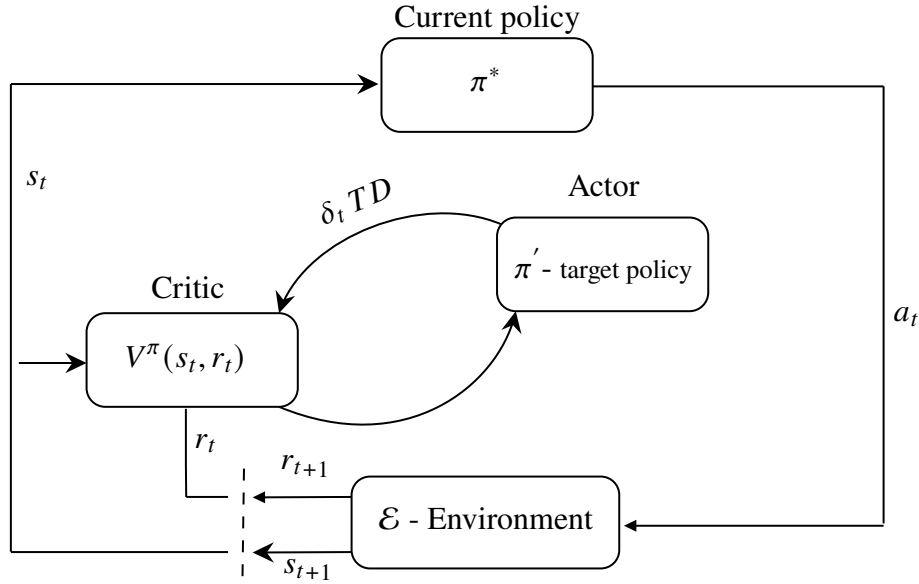 Current policy
π*
s_t
δ_t TD
Actor
π′- target policy
Critic
V^π(s_t, r_t)
a_t
r_t
r_{t+1}
ℰ - Environment
s_{t+1}